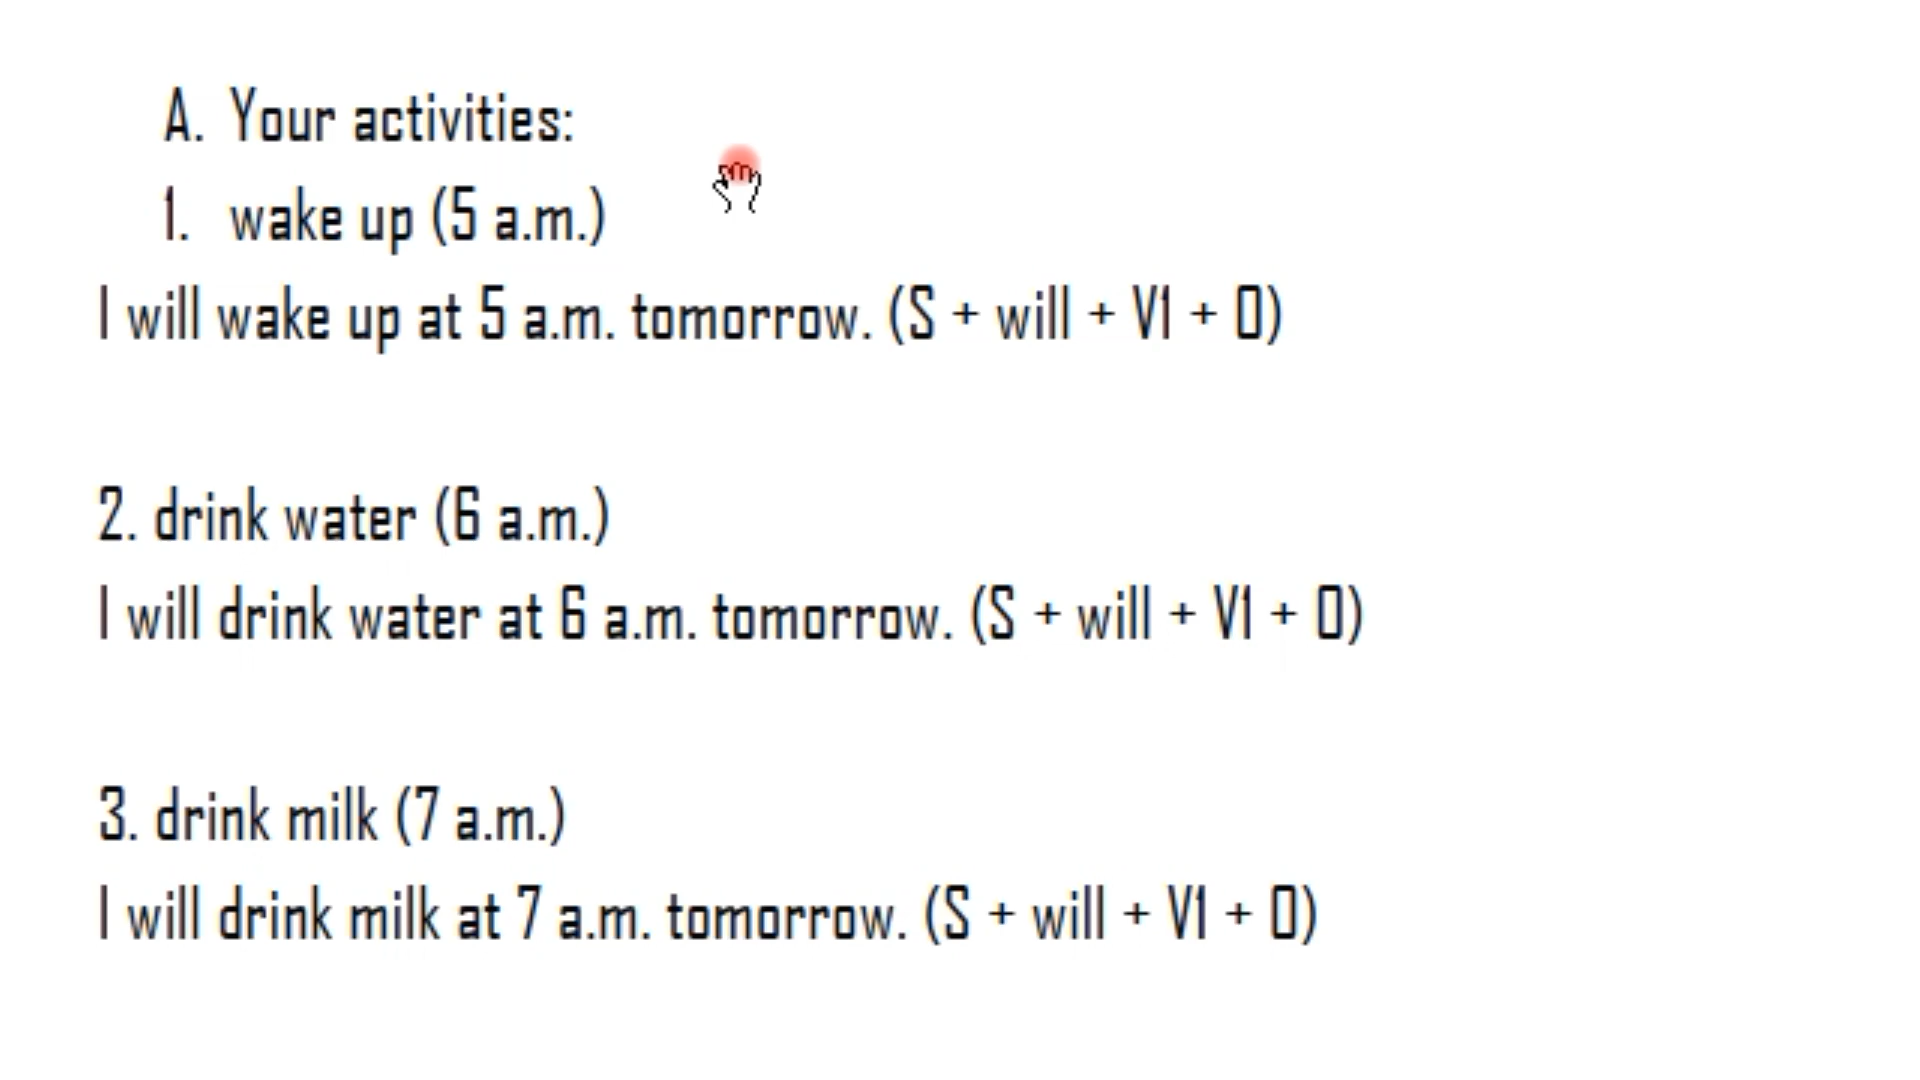 A. Your activities:
1. wake up (5 a.m.)
I will wake up at 5 a.m. tomorrow. (S + will + V1 + O)
2. drink water (6 a.m.)
I will drink water at 6 a.m. tomorrow. (S + will + V1 + O)
3. drink milk (7 a.m.)
I will drink milk at 7 a.m. tomorrow. (S + will + V1 + O)